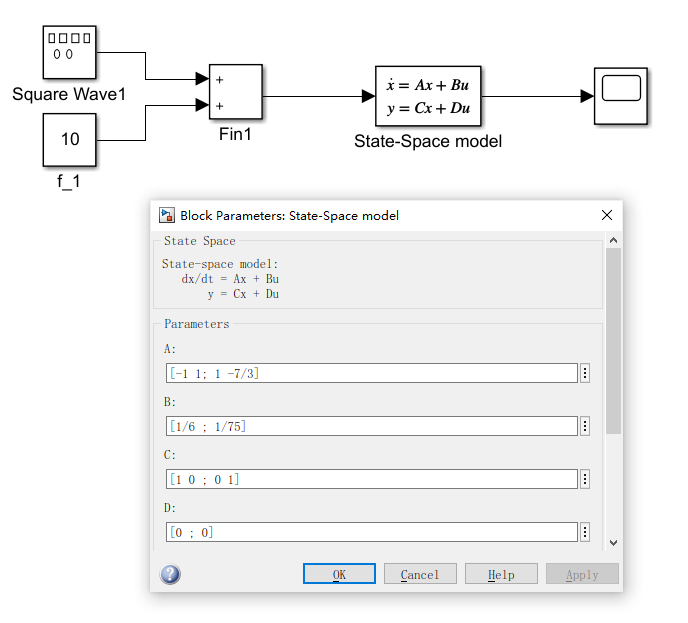 Square Wave1
10
f_1
+
+
Fin1
ẋ = Ax + Bu
y = Cx + Du
State-Space model
Block Parameters: State-Space model
State Space
State-space model:
dx/dt = Ax + Bu
y = Cx + Du
Parameters
A:
[-1 1; 1 -7/3]
B:
[1/6 ; 1/75]
C:
[1 0 ; 0 1]
D:
[0 ; 0]
?
OK
Cancel
Help
Apply